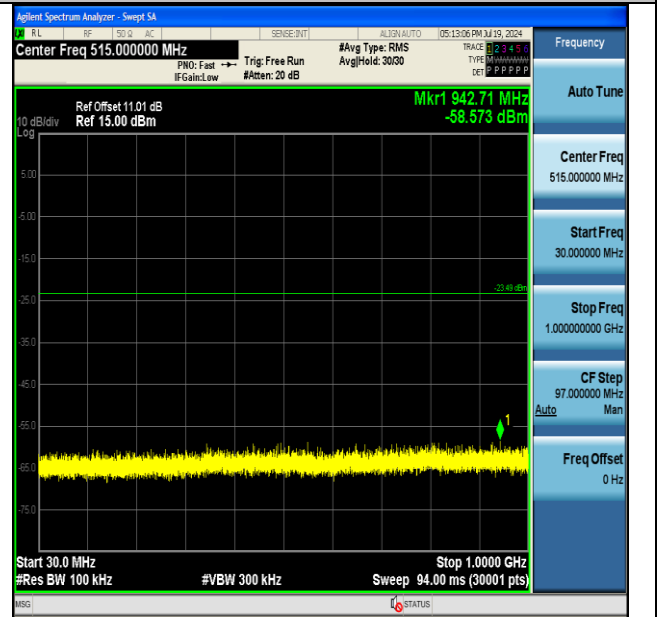 Agilent Spectrum Analyzer - Swept SA
RL RF 50 Ω AC SENSE:INT ALIGN AUTO 05:13:06 PM Jul 19, 2024
Center Freq 515.000000 MHz
PNO: Fast
IFGain:Low
Trig: Free Run
#Atten: 20 dB
#Avg Type: RMS
Avg|Hold: 30/30
TRACE 1 2 3 4 5 6
TYPE M
DET P P P P P P
Ref Offset 11.01 dB
10 dB/div Ref 15.00 dBm
Log
Mkr1 942.71 MHz
-58.573 dBm
5.00
-5.00
-15.0
-23.49 dBm
-25.0
-35.0
-45.0
-55.0
1
-65.0
-75.0
Start 30.0 MHz Stop 1.0000 GHz
#Res BW 100 kHz #VBW 300 kHz Sweep 94.00 ms (30001 pts)
MSG STATUS
Frequency
Auto Tune
Center Freq
515.000000 MHz
Start Freq
30.000000 MHz
Stop Freq
1.000000000 GHz
CF Step
97.000000 MHz
Auto Man
Freq Offset
0 Hz